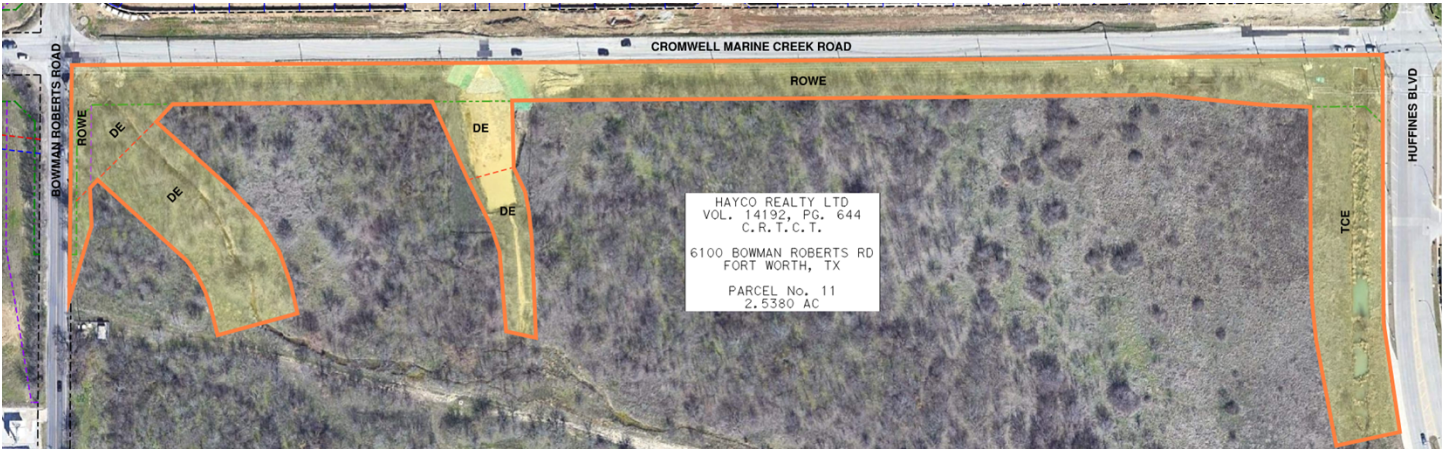 CROMWELL MARINE CREEK ROAD
BOWMAN ROBERTS ROAD
ROWE
DE
DE
DE
DE
ROWE
HUFFINES BLVD
TCE
HAYCO REALTY LTD
VOL. 14192, PG. 644
C.R.T.C.T.
6100 BOWMAN ROBERTS RD
FORT WORTH, TX
PARCEL No. 11
2.5380 AC